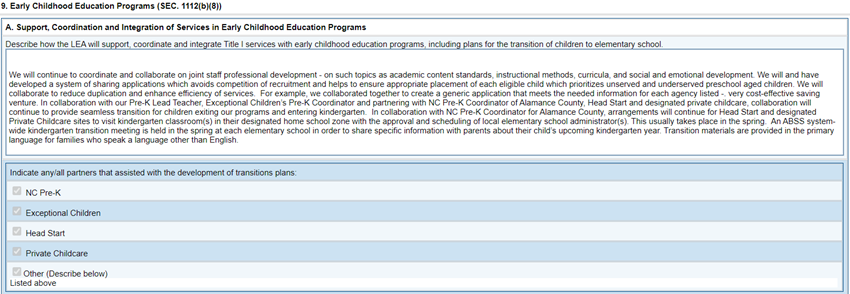 9. Early Childhood Education Programs (SEC. 1112(b)(8))
A. Support, Coordination and Integration of Services in Early Childhood Education Programs
Describe how the LEA will support, coordinate and integrate Title I services with early childhood education programs, including plans for the transition of children to elementary school.
We will continue to coordinate and collaborate on joint staff professional development - on such topics as academic content standards, instructional methods, curricula, and social and emotional development. We will and have
developed a system of sharing applications which avoids competition of recruitment and helps to ensure appropriate placement of each eligible child which prioritizes unserved and underserved preschool aged children. We will
collaborate to reduce duplication and enhance efficiency of services. For example, we collaborated together to create a generic application that meets the needed information for each agency listed -. very cost-effective saving
venture. In collaboration with our Pre-K Lead Teacher, Exceptional Children's Pre-K Coordinator and partnering with NC Pre-K Coordinator of Alamance County, Head Start and designated private childcare, collaboration will
continue to provide seamless transition for children exiting our programs and entering kindergarten. In collaboration with NC Pre-K Coordinator for Alamance County, arrangements will continue for Head Start and designated
Private Childcare sites to visit kindergarten classroom(s) in their designated home school zone with the approval and scheduling of local elementary school administrator(s). This usually takes place in the spring. An ABSS system-
wide kindergarten transition meeting is held in the spring at each elementary school in order to share specific information with parents about their child's upcoming kindergarten year. Transition materials are provided in the primary
language for families who speak a language other than English.
Indicate any/all partners that assisted with the development of transitions plans:
NC Pre-K
Exceptional Children
Head Start
Private Childcare
Other (Describe below)
Listed above